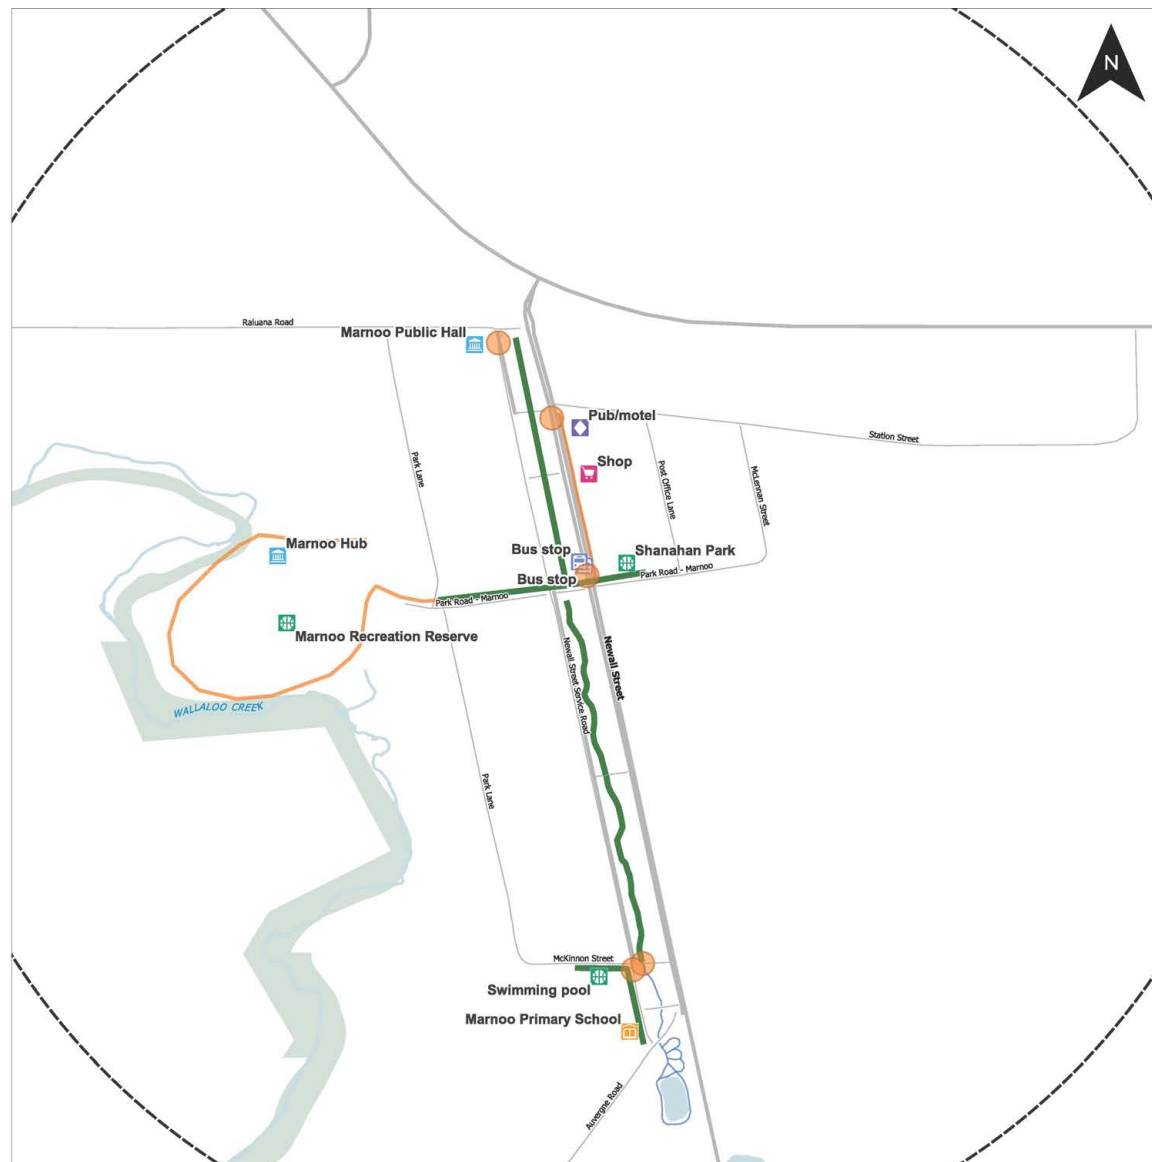 N
Raluana Road
Marnoo Public Hall
Pub/motel
Station Street
Shop
Park Lane
Post Office Lane
McLennan Street
Marnoo Hub
Bus stop
Shanahan Park
Bus stop
Park Road - Marnoo
Park Road - Marnoo
Marnoo Recreation Reserve
Newall Street Service Road
Newall Street
WALLALOO CREEK
Park Lane
McKinnon Street
Swimming pool
Marnoo Primary School
Auvergne Road